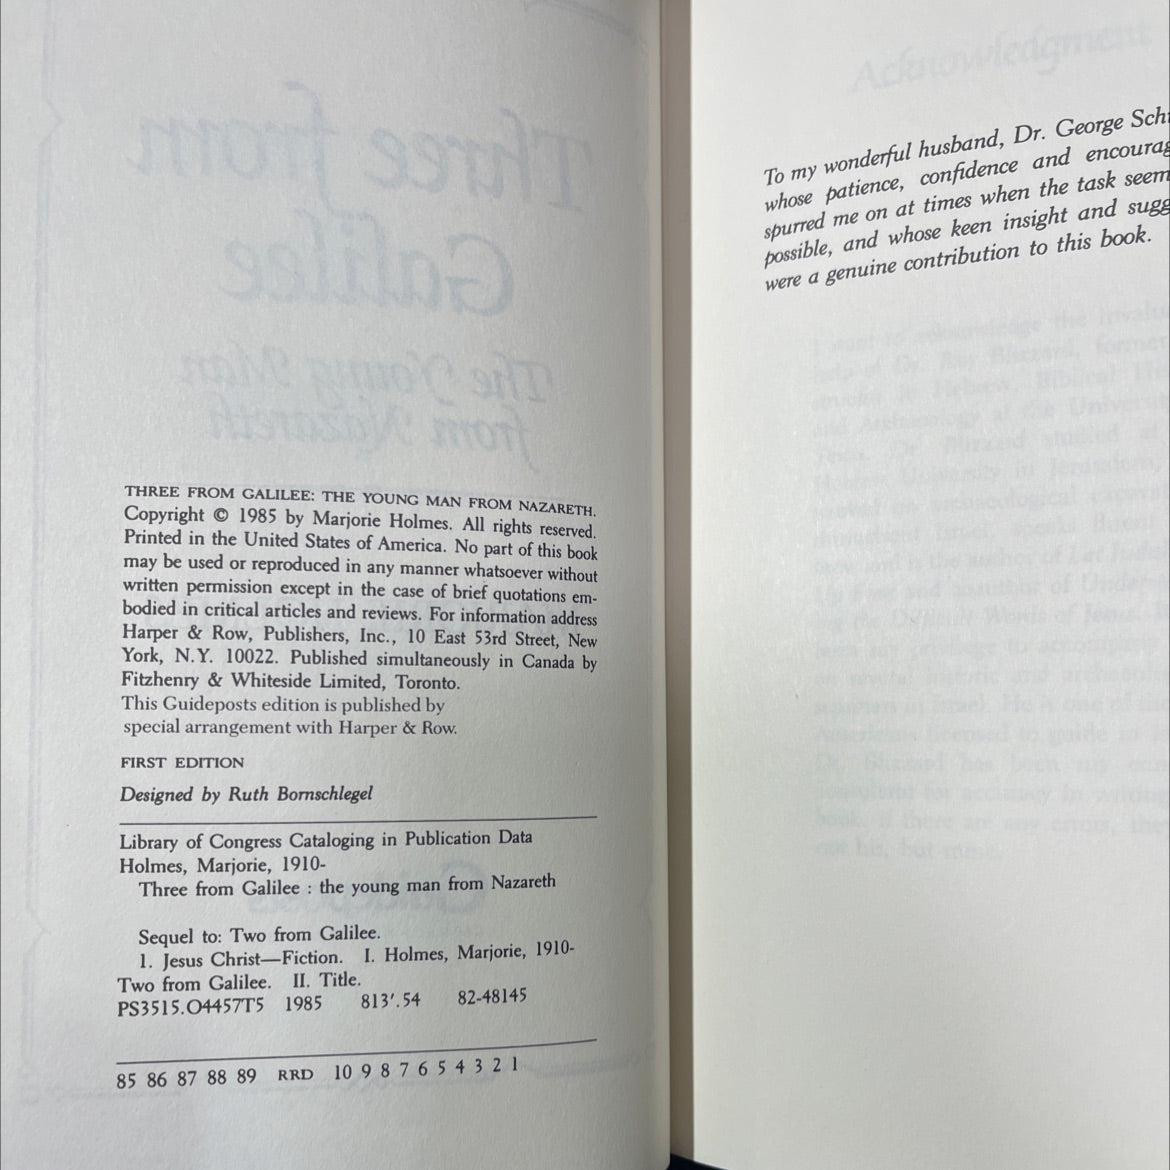 THREE FROM GALILEE: THE YOUNG MAN FROM NAZARETH.
Copyright © 1985 by Marjorie Holmes. All rights reserved.
Printed in the United States of America. No part of this book
may be used or reproduced in any manner whatsoever without
written permission except in the case of brief quotations em-
bodied in critical articles and reviews. For information address
Harper & Row, Publishers, Inc., 10 East 53rd Street, New
York, N.Y. 10022. Published simultaneously in Canada by
Fitzhenry & Whiteside Limited, Toronto.
This Guideposts edition is published by
special arrangement with Harper & Row.
FIRST EDITION
Designed by Ruth Bornschlegel
Library of Congress Cataloging in Publication Data
Holmes, Marjorie, 1910-
Three from Galilee : the young man from Nazareth
Sequel to: Two from Galilee.
1. Jesus Christ—Fiction. I. Holmes, Marjorie, 1910-
Two from Galilee. II. Title.
PS3515.O4457T5 1985 813'.54 82-48145
85 86 87 88 89 RRD 10 9 8 7 6 5 4 3 2 1
Acknowledgment
To my wonderful husband, Dr. George Sch
whose patience, confidence and encourag
spurred me on at times when the task seem
possible, and whose keen insight and sugg
were a genuine contribution to this book.